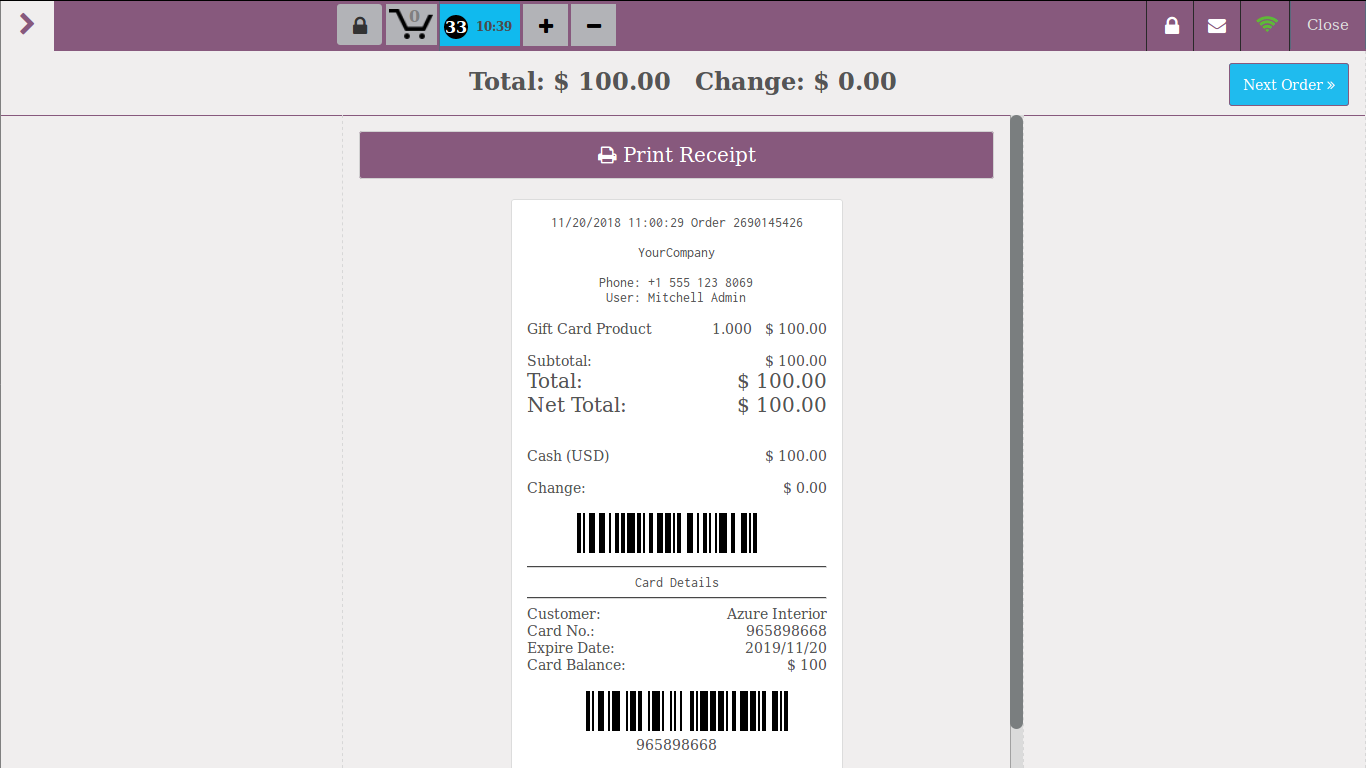 0 33 10:39 + − Close
Total: $ 100.00 Change: $ 0.00
Next Order »
Print Receipt
11/20/2018 11:00:29 Order 2690145426
YourCompany
Phone: +1 555 123 8069
User: Mitchell Admin
Gift Card Product 1.000 $ 100.00
Subtotal: $ 100.00
Total: $ 100.00
Net Total: $ 100.00
Cash (USD) $ 100.00
Change: $ 0.00
Card Details
Customer: Azure Interior
Card No.: 965898668
Expire Date: 2019/11/20
Card Balance: $ 100
965898668